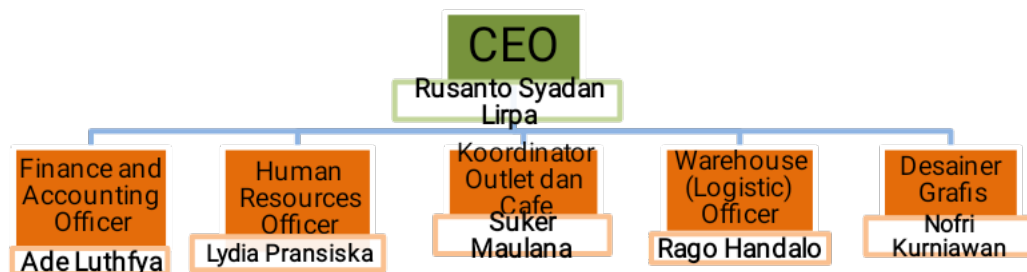 CEO
Rusanto Syadan
Lirpa
Finance and
Accounting
Officer
Ade Luthfya
Human
Resources
Officer
Lydia Pransiska
Koordinator
Outlet dan
Cafe
Suker
Maulana
Warehouse
(Logistic)
Officer
Rago Handalo
Desainer
Grafis
Nofri
Kurniawan